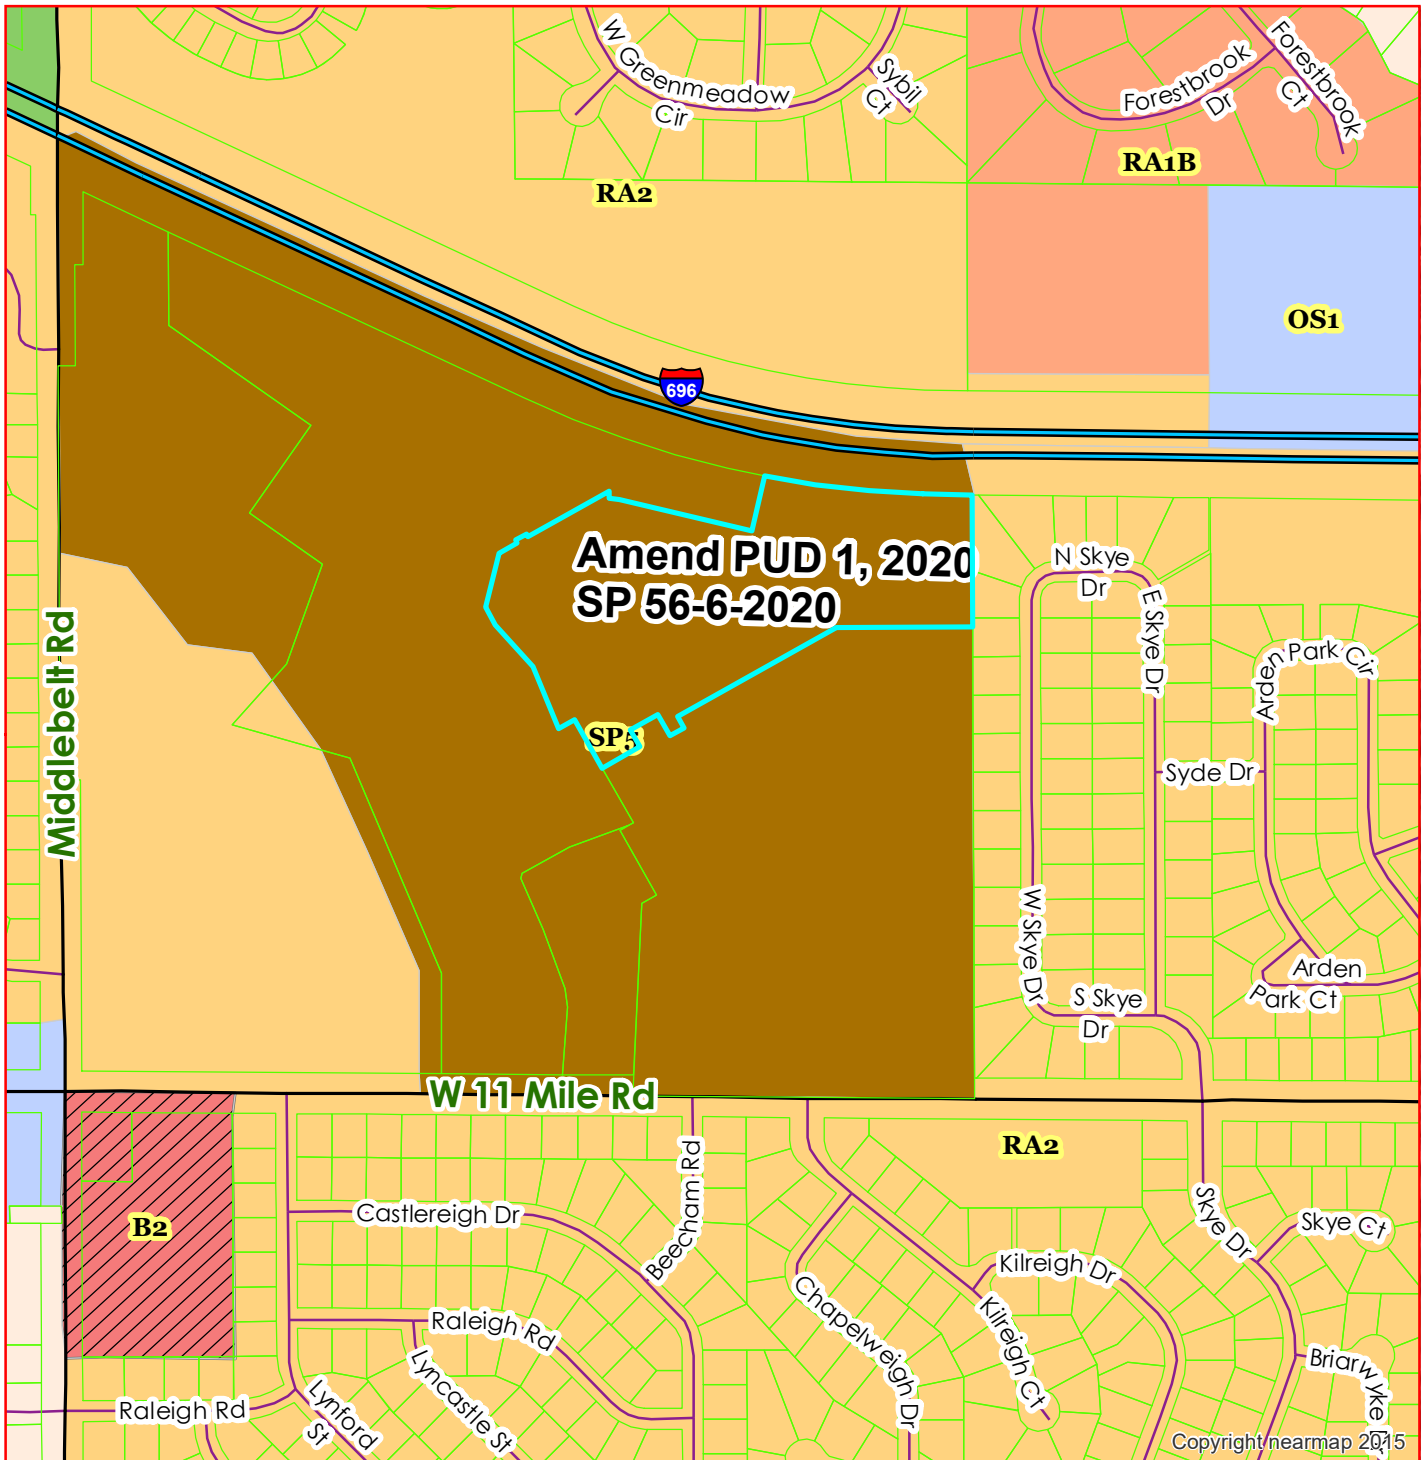 W Greenmeadow
Cir
Sybil
Ct
Forestbrook
Dr
Forestbrook
Ct
RA1B
RA2
OS1
696
Amend PUD 1, 2020
SP 56-6-2020
N Skye
Dr
E Skye Dr
Arden Park Cir
Middlebelt Rd
SP5
Syde Dr
W Skye Dr
Arden
Park Ct
S Skye
Dr
W 11 Mile Rd
RA2
Beecham Rd
Castlereigh Dr
B2
Skye Dr
Skye Ct
Kilreigh Dr
Chapelweigh Dr
Kilreigh Ct
Raleigh Rd
Lyncastle St
Briarwyke Dr
Raleigh Rd
Lynford
St
Copyright nearmap 2015